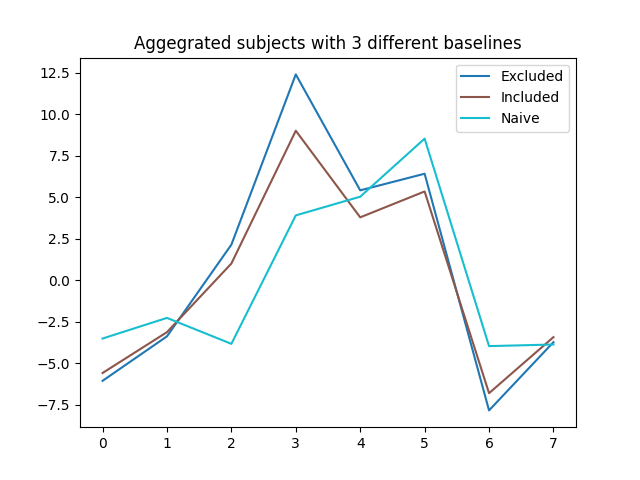 Aggegrated subjects with 3 different baselines
12.5
10.0
7.5
5.0
2.5
0.0
−2.5
−5.0
−7.5
Excluded
Included
Naive
0 1 2 3 4 5 6 7